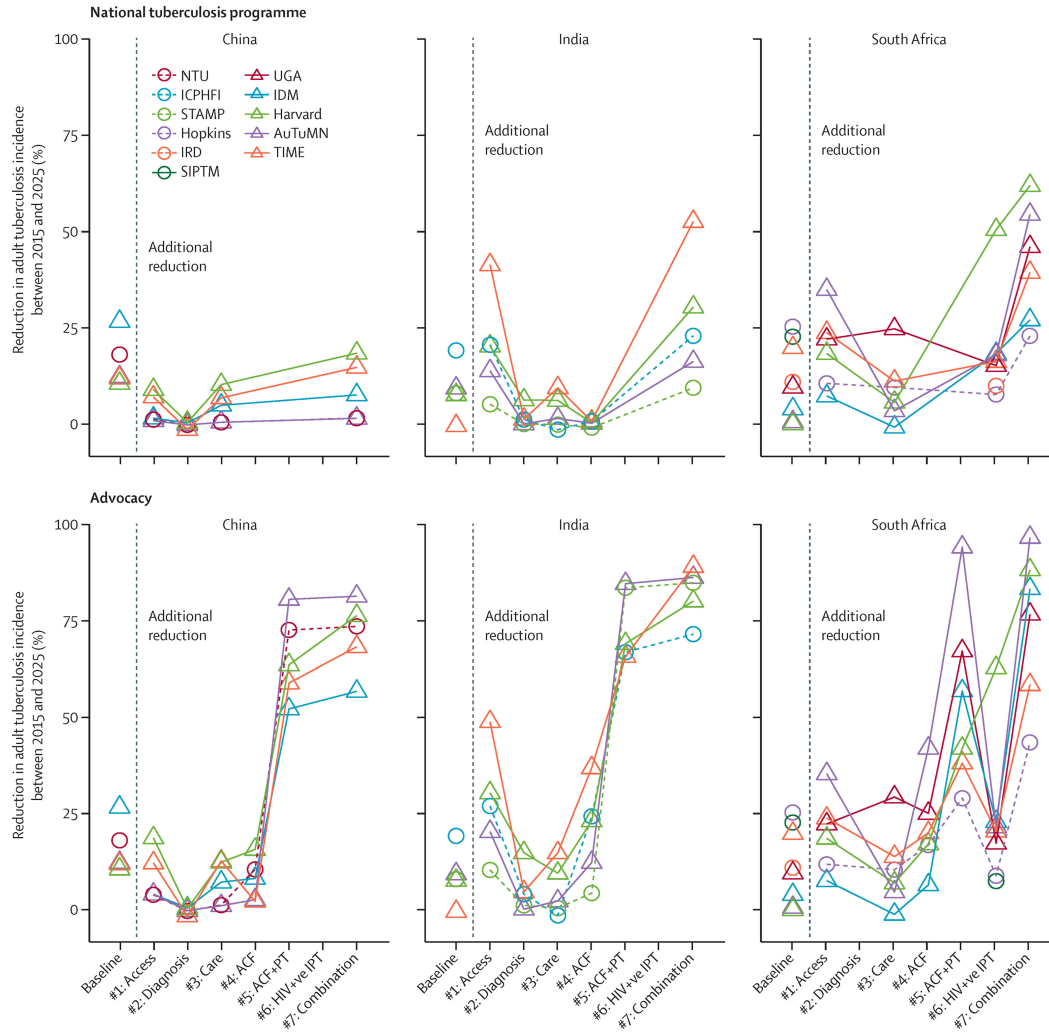 National tuberculosis programme
China
India
South Africa
Reduction in adult tuberculosis incidence
between 2015 and 2025 (%)
100
75
50
25
0
NTU
ICPHFI
STAMP
Hopkins
IRD
SIPTM
UGA
IDM
Harvard
AuTuMN
TIME
Additional
reduction
Additional
reduction
Additional
reduction
Advocacy
China
India
South Africa
Reduction in adult tuberculosis incidence
between 2015 and 2025 (%)
100
75
50
25
0
Additional
reduction
Additional
reduction
Additional
reduction
Baseline
#1: Access
#2: Diagnosis
#3: Care
#4: ACF
#5: ACF+PT
#6: HIV+ve IPT
#7: Combination
Baseline
#1: Access
#2: Diagnosis
#3: Care
#4: ACF
#5: ACF+PT
#6: HIV+ve IPT
#7: Combination
Baseline
#1: Access
#2: Diagnosis
#3: Care
#4: ACF
#5: ACF+PT
#6: HIV+ve IPT
#7: Combination